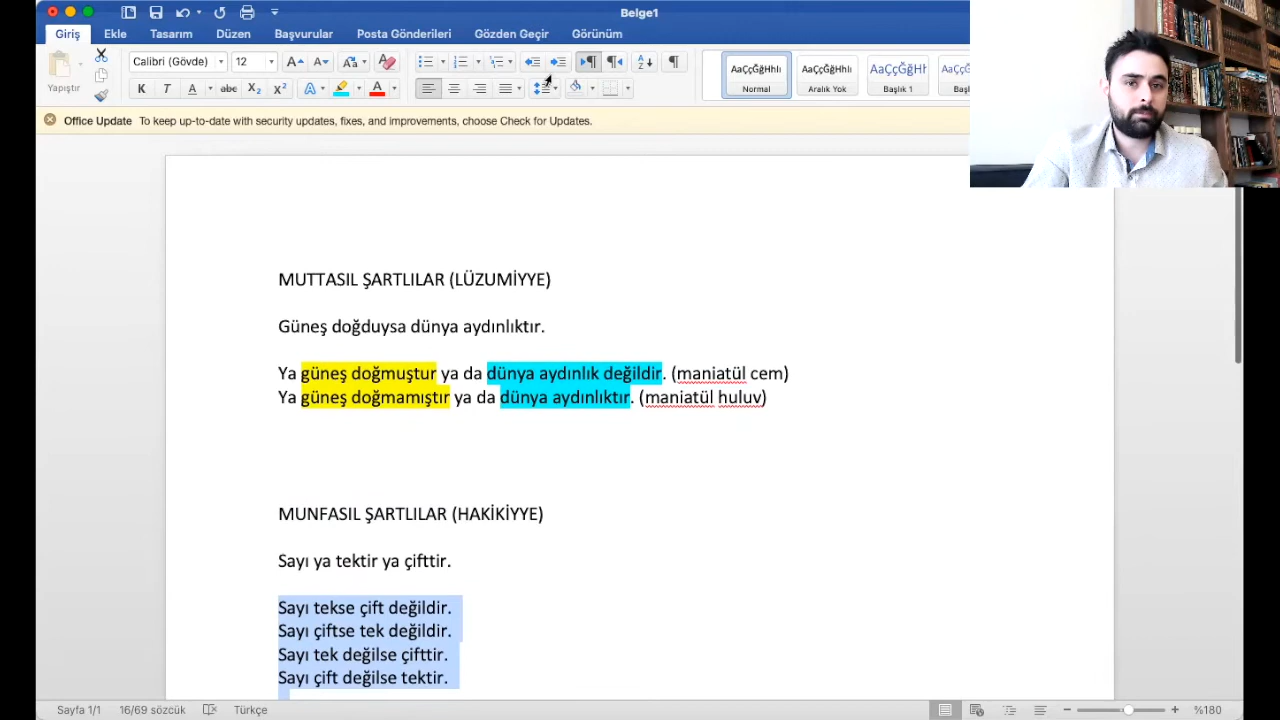 Belge1
Giriş Ekle Tasarım Düzen Başvurular Posta Gönderileri Gözden Geçir Görünüm
Yapıştır
Calibri (Gövde) 12
K T A abc X₂ X² A A
AaÇçĞğHhIı AaÇçĞğHhIı AaÇçĞğHł
Normal Aralık Yok Başlık 1
Office Update To keep up-to-date with security updates, fixes, and improvements, choose Check for Updates.
MUTTASIL ŞARTLILAR (LÜZUMİYYE)
Güneş doğduysa dünya aydınlıktır.
Ya güneş doğmuştur ya da dünya aydınlık değildir. (maniatül cem)
Ya güneş doğmamıştır ya da dünya aydınlıktır. (maniatül huluv)
MUNFASIL ŞARTLILAR (HAKİKİYYE)
Sayı ya tektir ya çifttir.
Sayı tekse çift değildir.
Sayı çiftse tek değildir.
Sayı tek değilse çifttir.
Sayı çift değilse tektir.
Sayfa 1/1 16/69 sözcük Türkçe %180